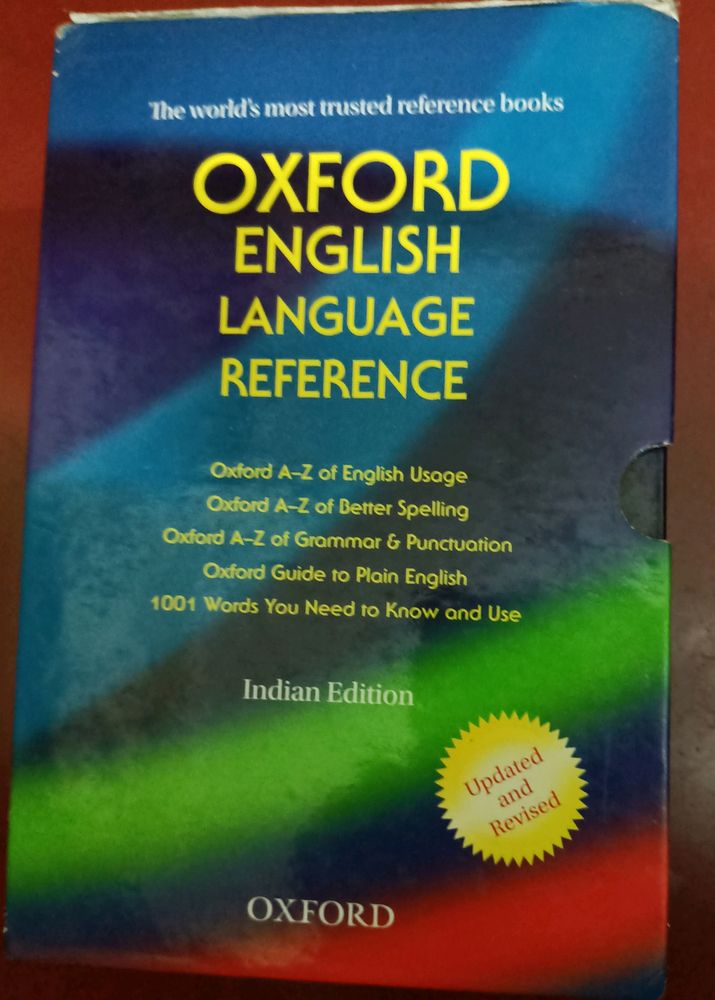 The world's most trusted reference books
OXFORD
ENGLISH
LANGUAGE
REFERENCE
Oxford A–Z of English Usage
Oxford A–Z of Better Spelling
Oxford A–Z of Grammar & Punctuation
Oxford Guide to Plain English
1001 Words You Need to Know and Use
Indian Edition
Updated
and
Revised
OXFORD